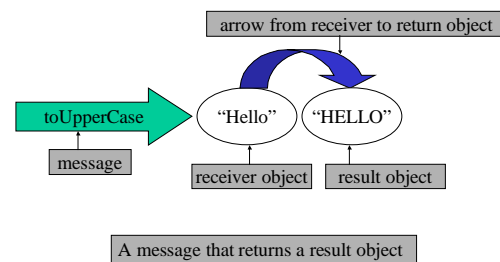 arrow from receiver to return object
toUpperCase
“Hello”
“HELLO”
message
receiver object
result object
A message that returns a result object